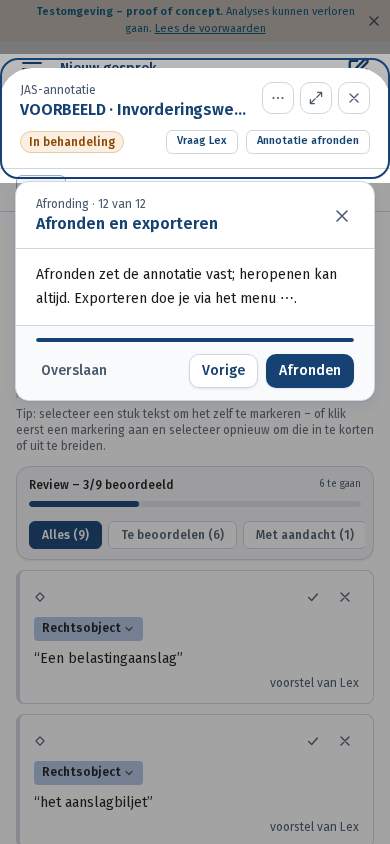 Testomgeving – proof of concept. Analyses kunnen verloren
gaan. Lees de voorwaarden
Nieuw gesprek
JAS-annotatie
VOORBEELD · Invorderingswe…
In behandeling
Vraag Lex
Annotatie afronden
Afronding · 12 van 12
Afronden en exporteren
Afronden zet de annotatie vast; heropenen kan
altijd. Exporteren doe je via het menu ⋯.
Overslaan
Vorige
Afronden
Tip: selecteer een stuk tekst om het zelf te markeren – of klik
eerst een markering aan en selecteer opnieuw om die in te korten
of uit te breiden.
Review – 3/9 beoordeeld
6 te gaan
Alles (9)
Te beoordelen (6)
Met aandacht (1)
Rechtsobject
“Een belastingaanslag”
voorstel van Lex
Rechtsobject
“het aanslagbiljet”
voorstel van Lex